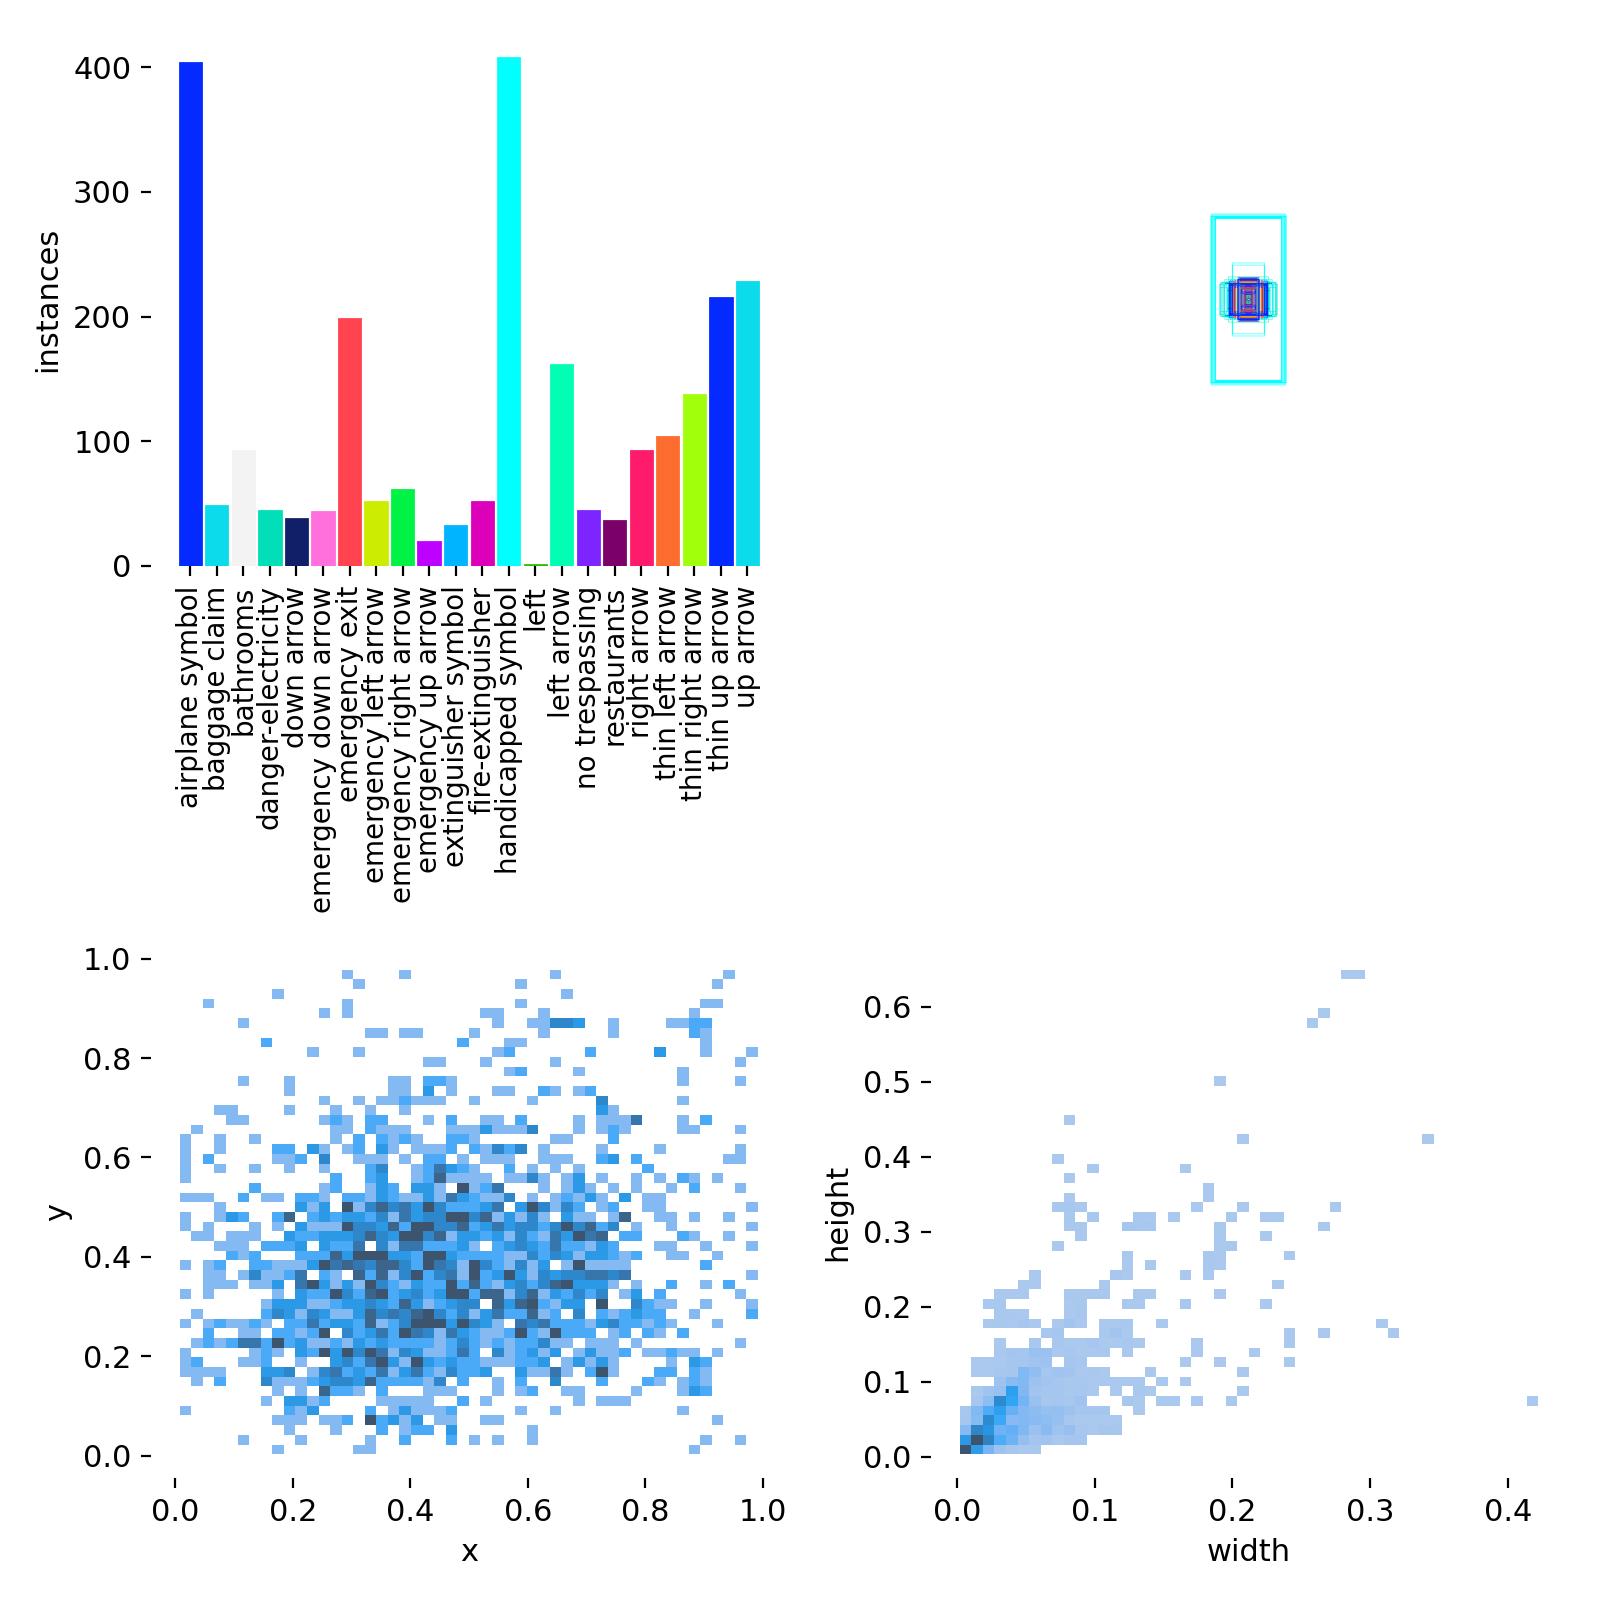 400
300
200
100
0
instances
airplane symbol
baggage claim
bathrooms
danger-electricity
down arrow
emergency down arrow
emergency exit
emergency left arrow
emergency right arrow
emergency up arrow
extinguisher symbol
fire-extinguisher
handicapped symbol
left
left arrow
no trespassing
restaurants
right arrow
thin left arrow
thin right arrow
thin up arrow
up arrow
1.0
0.8
0.6
0.4
0.2
0.0
y
0.0 0.2 0.4 0.6 0.8 1.0
x
0.6
0.5
0.4
0.3
0.2
0.1
0.0
height
0.0 0.1 0.2 0.3 0.4
width